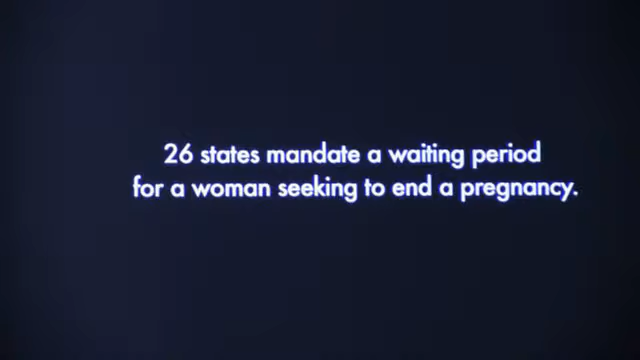 26 states mandate a waiting period
for a woman seeking to end a pregnancy.